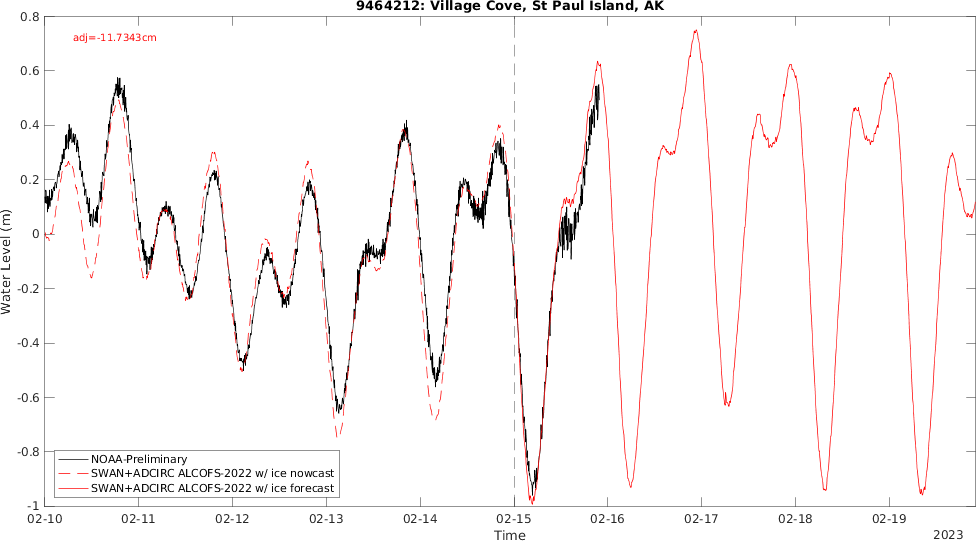 9464212: Village Cove, St Paul Island, AK
adj=-11.7343cm
Water Level (m)
0.8
0.6
0.4
0.2
0
-0.2
-0.4
-0.6
-0.8
-1
NOAA-Preliminary
SWAN+ADCIRC ALCOFS-2022 w/ ice nowcast
SWAN+ADCIRC ALCOFS-2022 w/ ice forecast
02-10 02-11 02-12 02-13 02-14 02-15 02-16 02-17 02-18 02-19
Time
2023